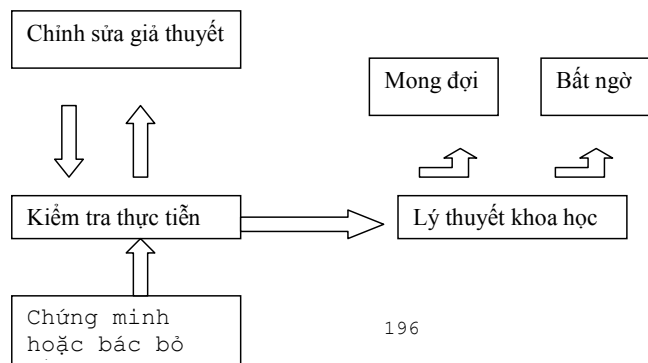 Chỉnh sửa giả thuyết
Mong đợi
Bất ngờ
Kiểm tra thực tiễn
Lý thuyết khoa học
Chứng minh
hoặc bác bỏ
196